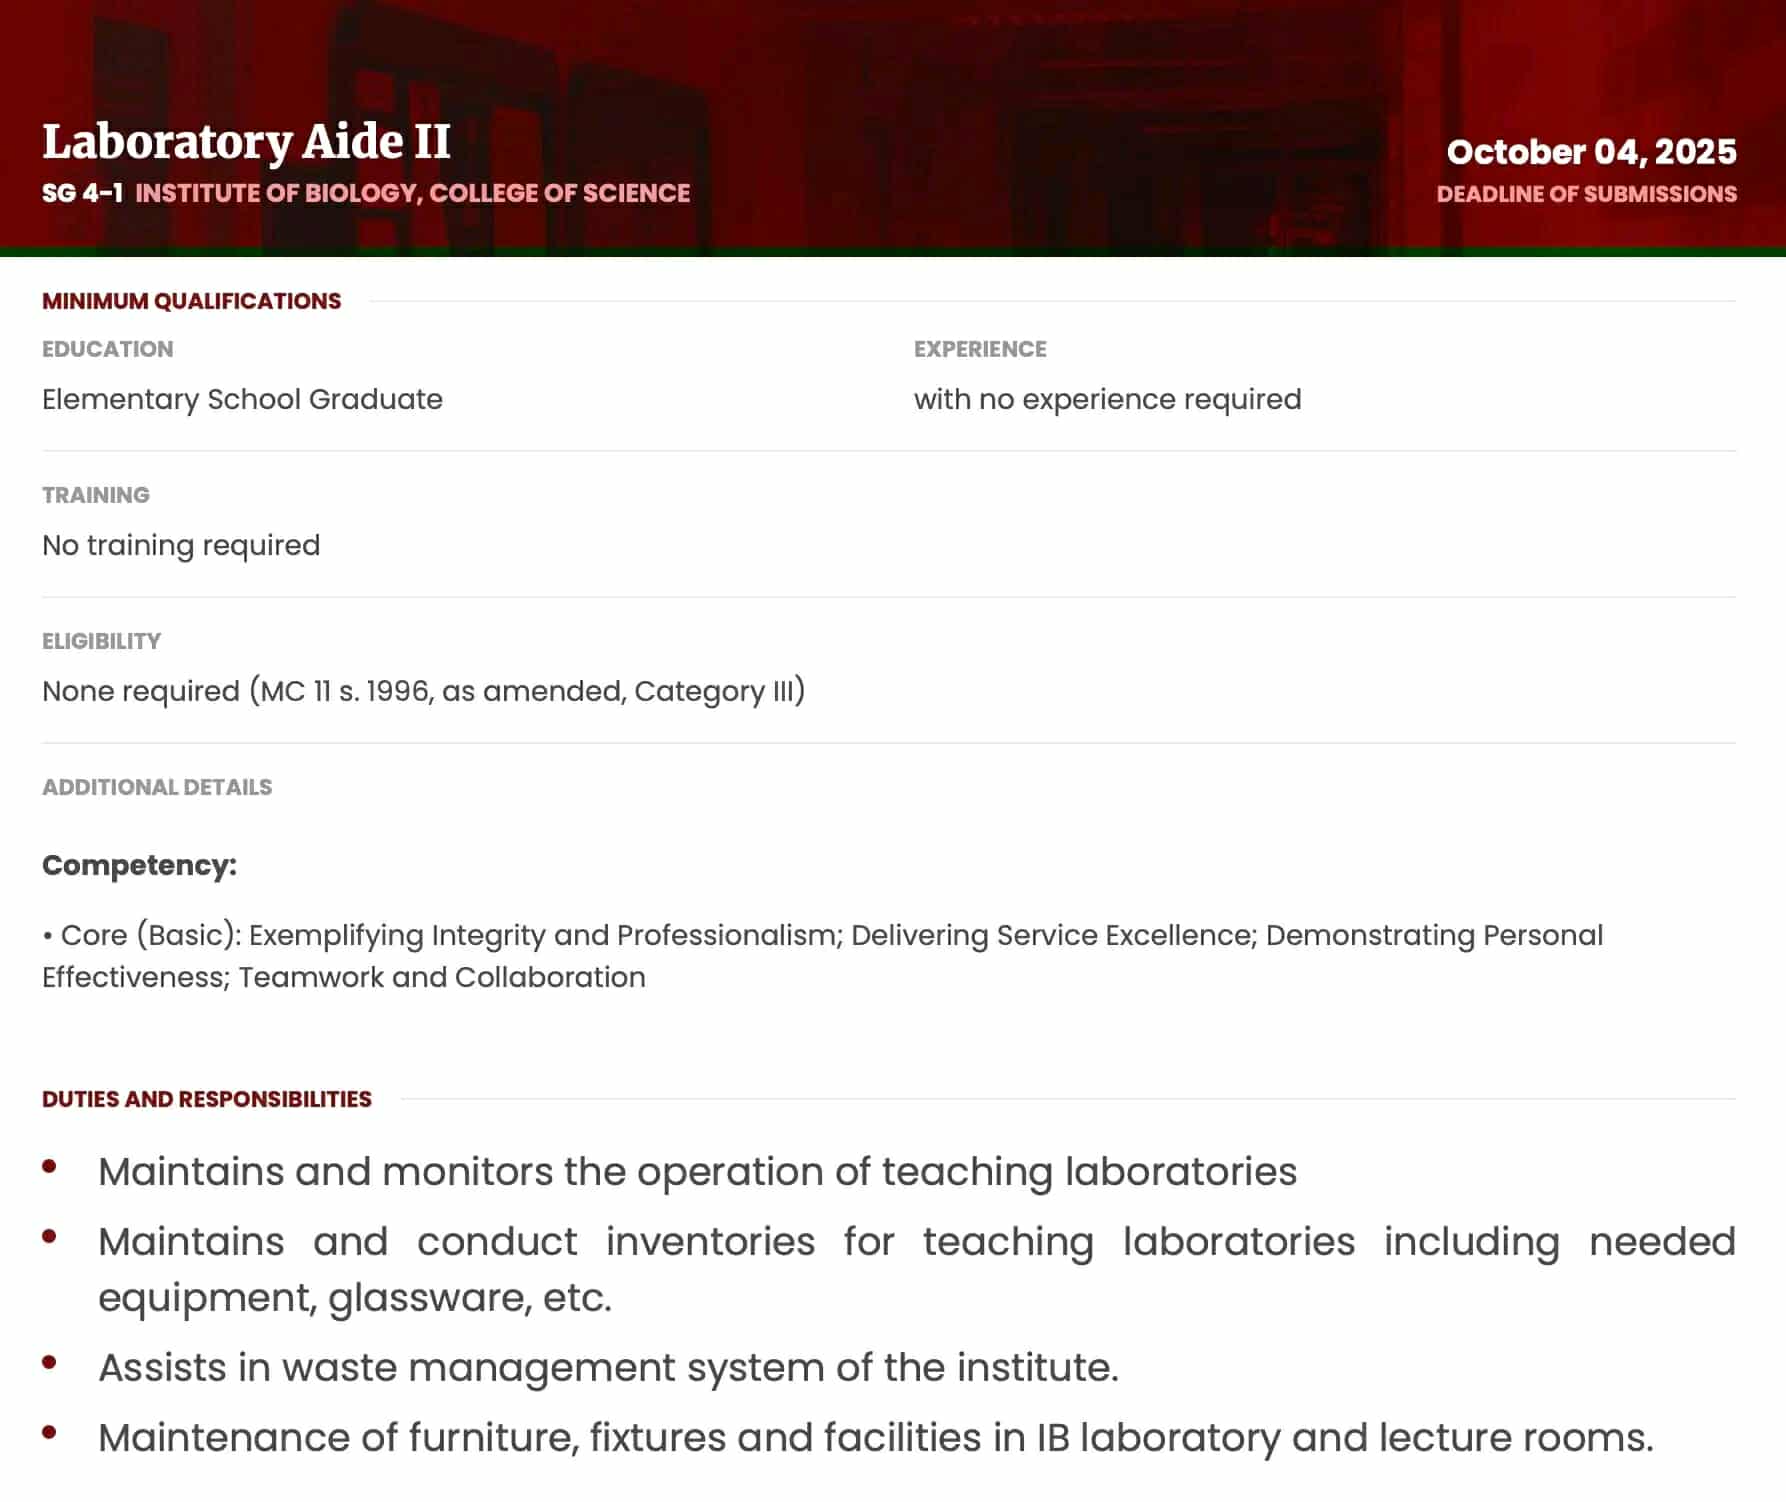 Laboratory Aide II
SG 4-1 INSTITUTE OF BIOLOGY, COLLEGE OF SCIENCE
October 04, 2025
DEADLINE OF SUBMISSIONS
MINIMUM QUALIFICATIONS
EDUCATION
Elementary School Graduate
EXPERIENCE
with no experience required
TRAINING
No training required
ELIGIBILITY
None required (MC 11 s. 1996, as amended, Category III)
ADDITIONAL DETAILS
Competency:
• Core (Basic): Exemplifying Integrity and Professionalism; Delivering Service Excellence; Demonstrating Personal
Effectiveness; Teamwork and Collaboration
DUTIES AND RESPONSIBILITIES
• Maintains and monitors the operation of teaching laboratories
• Maintains and conduct inventories for teaching laboratories including needed
equipment, glassware, etc.
• Assists in waste management system of the institute.
• Maintenance of furniture, fixtures and facilities in IB laboratory and lecture rooms.